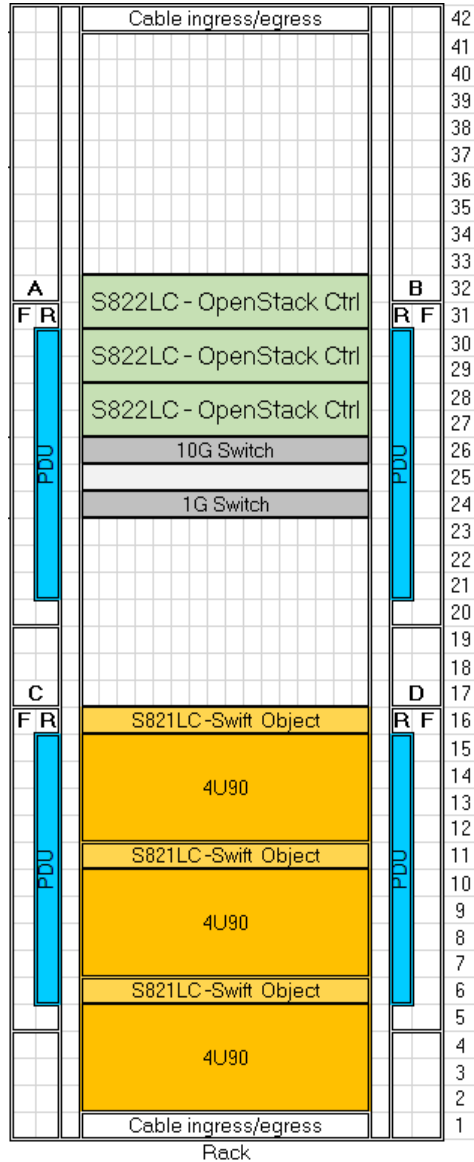 Cable ingress/egress 42
41
40
39
38
37
36
35
34
33
A B 32
S822LC - OpenStack Ctrl
F R R F 31
30
S822LC - OpenStack Ctrl
29
28
S822LC - OpenStack Ctrl
27
10G Switch 26
PDU PDU
25
1G Switch 24
23
22
21
20
19
18
C D 17
F R S821LC-Swift Object R F 16
15
14
4U90
13
12
S821LC-Swift Object 11
PDU PDU
10
9
4U90
8
7
S821LC-Swift Object 6
5
4
4U90
3
2
Cable ingress/egress 1
Rack